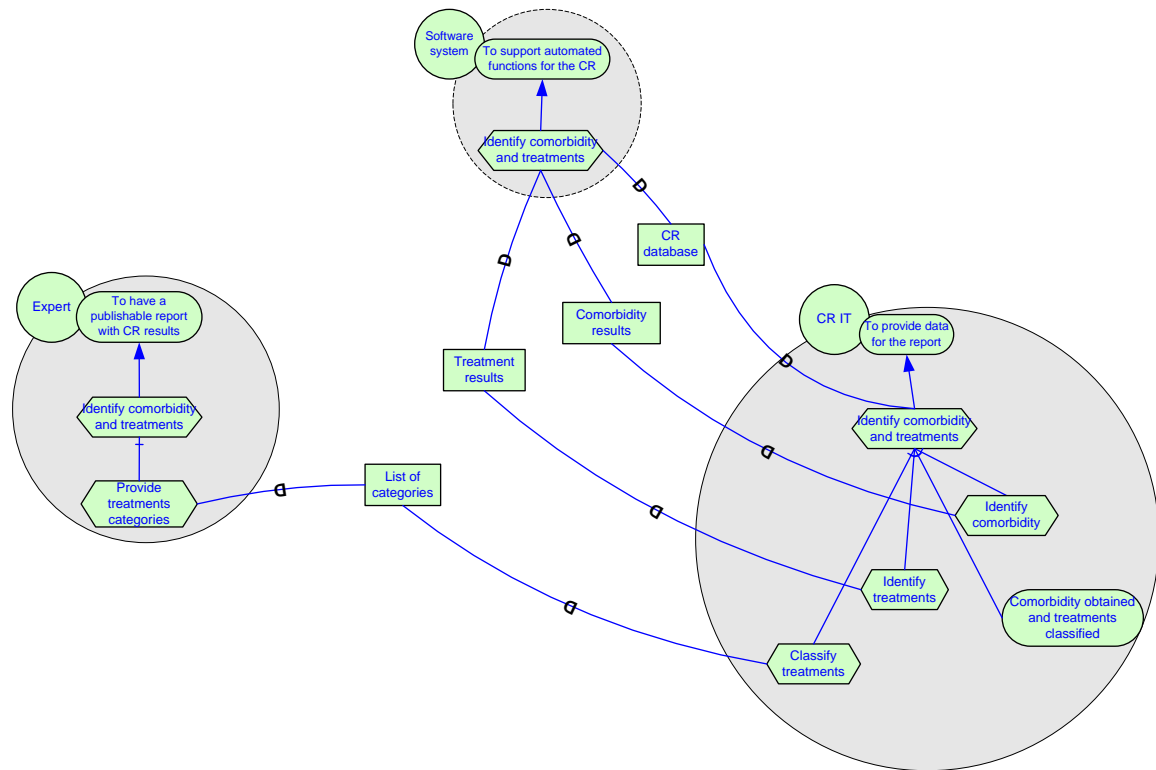 Software
system
To support automated
functions for the CR
Identify comorbidity
and treatments
D
D
D
CR
database
Expert
To have a
publishable report
with CR results
Comorbidity
results
CR IT
To provide data
for the report
Treatment
results
D
Identify comorbidity
and treatments
Identify comorbidity
and treatments
D
List of
categories
Provide
treatments
categories
D
D
Identify
comorbidity
Identify
treatments
D
Comorbidity obtained
and treatments
classified
Classify
treatments